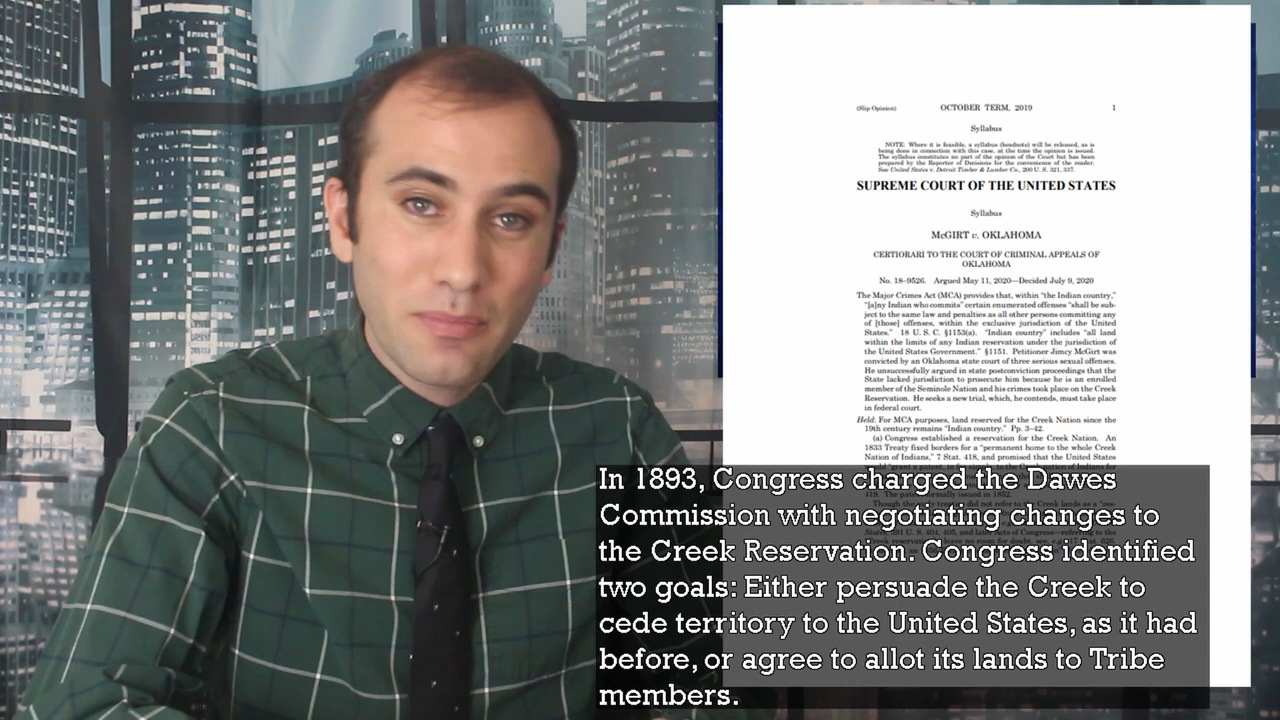 (Slip Opinion) OCTOBER TERM, 2019 1
Syllabus
NOTE: Where it is feasible, a syllabus (headnote) will be released, as is
being done in connection with this case, at the time the opinion is issued.
The syllabus constitutes no part of the opinion of the Court but has been
prepared by the Reporter of Decisions for the convenience of the reader.
See United States v. Detroit Timber & Lumber Co., 200 U. S. 321, 337.
SUPREME COURT OF THE UNITED STATES
Syllabus
McGIRT v. OKLAHOMA
CERTIORARI TO THE COURT OF CRIMINAL APPEALS OF
OKLAHOMA
No. 18–9526. Argued May 11, 2020—Decided July 9, 2020
The Major Crimes Act (MCA) provides that, within “the Indian country,”
“[a]ny Indian who commits” certain enumerated offenses “shall be sub-
ject to the same law and penalties as all other persons committing any
of [those] offenses, within the exclusive jurisdiction of the United
States.” 18 U. S. C. §1153(a). “Indian country” includes “all land
within the limits of any Indian reservation under the jurisdiction of
the United States Government.” §1151. Petitioner Jimcy McGirt was
convicted by an Oklahoma state court of three serious sexual offenses.
He unsuccessfully argued in state postconviction proceedings that the
State lacked jurisdiction to prosecute him because he is an enrolled
member of the Seminole Nation and his crimes took place on the Creek
Reservation. He seeks a new trial, which, he contends, must take place
in federal court.
Held: For MCA purposes, land reserved for the Creek Nation since the
19th century remains “Indian country.” Pp. 3–42.
(a) Congress established a reservation for the Creek Nation. An
1833 Treaty fixed borders for a “permanent home to the whole Creek
Nation of Indians,” 7 Stat. 418, and promised that the United States
In 1893, Congress charged the Dawes
Commission with negotiating changes to
the Creek Reservation. Congress identified
two goals: Either persuade the Creek to
cede territory to the United States, as it had
before, or agree to allot its lands to Tribe
members.